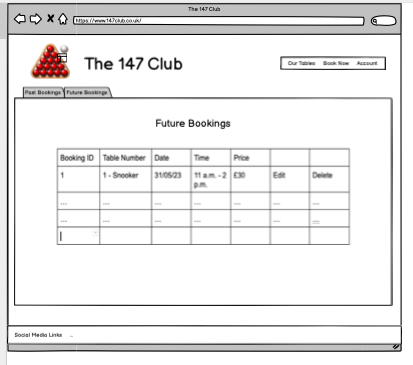 The 147 Club
https://www.147club.co.uk/
The 147 Club
Our Tables Book Now Account
Past Bookings Future Bookings
Future Bookings
Booking ID Table Number Date Time Price
1 1 - Snooker 31/05/23 11 a.m. - 2 p.m. £30 Edit Delete
.... .... .... .... .... .... ....
.... .... .... .... .... .... ....
Social Media Links ...